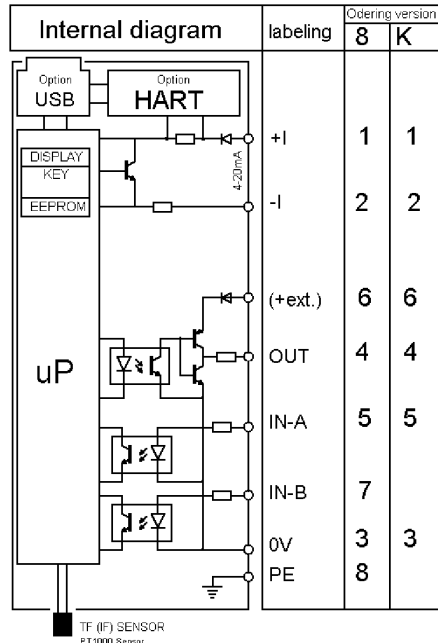 Internal diagram labeling Odering version
8 K
Option
USB
Option
HART
DISPLAY
KEY
EEPROM
4-20mA
+I 1 1
-I 2 2
(+ext.) 6 6
OUT 4 4
uP
IN-A 5 5
IN-B 7
0V 3 3
PE 8
TF (IF) SENSOR
PT1000 Sensor